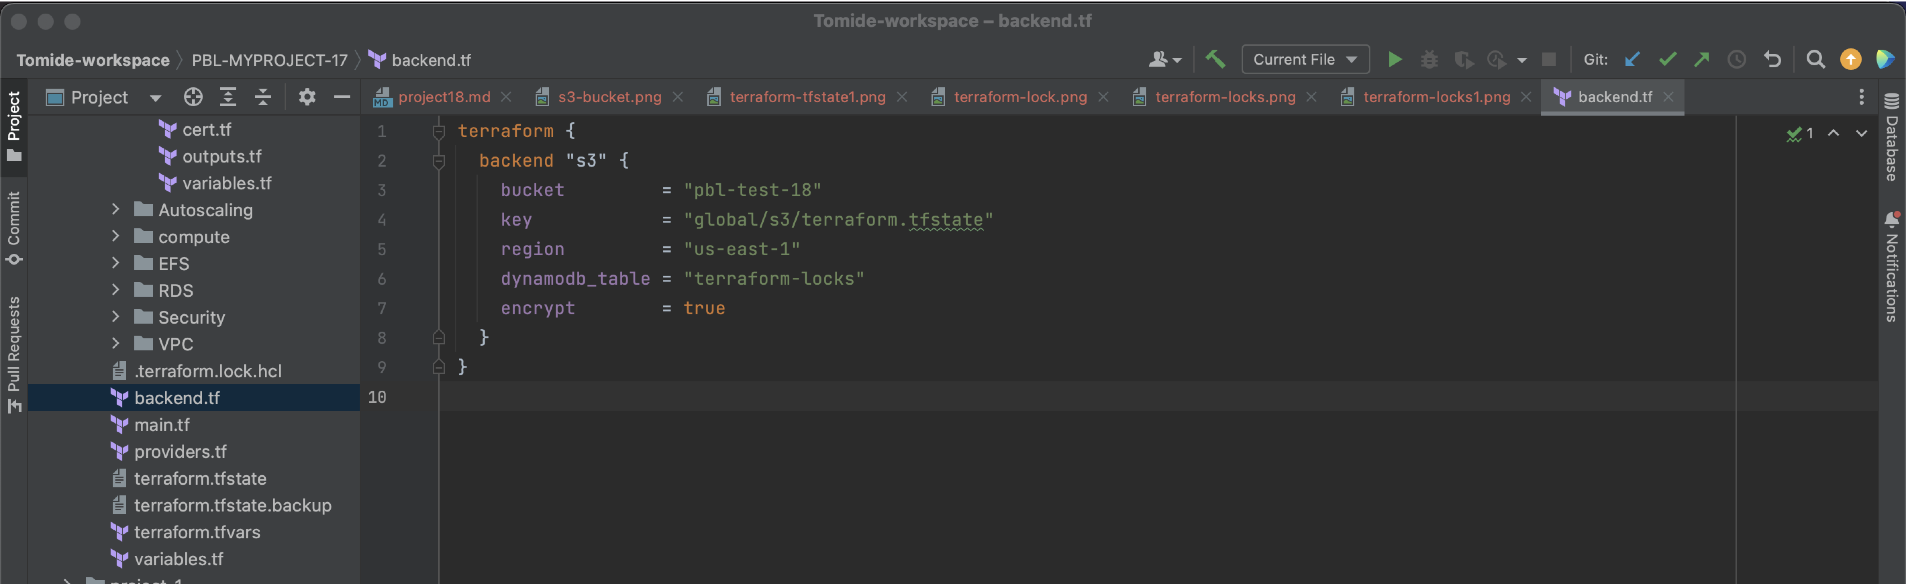 Tomide-workspace – backend.tf
Tomide-workspace PBL-MYPROJECT-17 backend.tf
Current File
Git:
Project
project18.md
s3-bucket.png
terraform-tfstate1.png
terraform-lock.png
terraform-locks.png
terraform-locks1.png
backend.tf
Project
Commit
Pull Requests
cert.tf
outputs.tf
variables.tf
Autoscaling
compute
EFS
RDS
Security
VPC
.terraform.lock.hcl
backend.tf
main.tf
providers.tf
terraform.tfstate
terraform.tfstate.backup
terraform.tfvars
variables.tf
1 terraform {
2 backend "s3" {
3 bucket = "pbl-test-18"
4 key = "global/s3/terraform.tfstate"
5 region = "us-east-1"
6 dynamodb_table = "terraform-locks"
7 encrypt = true
8 }
9 }
10
1
Database
Notifications
MD